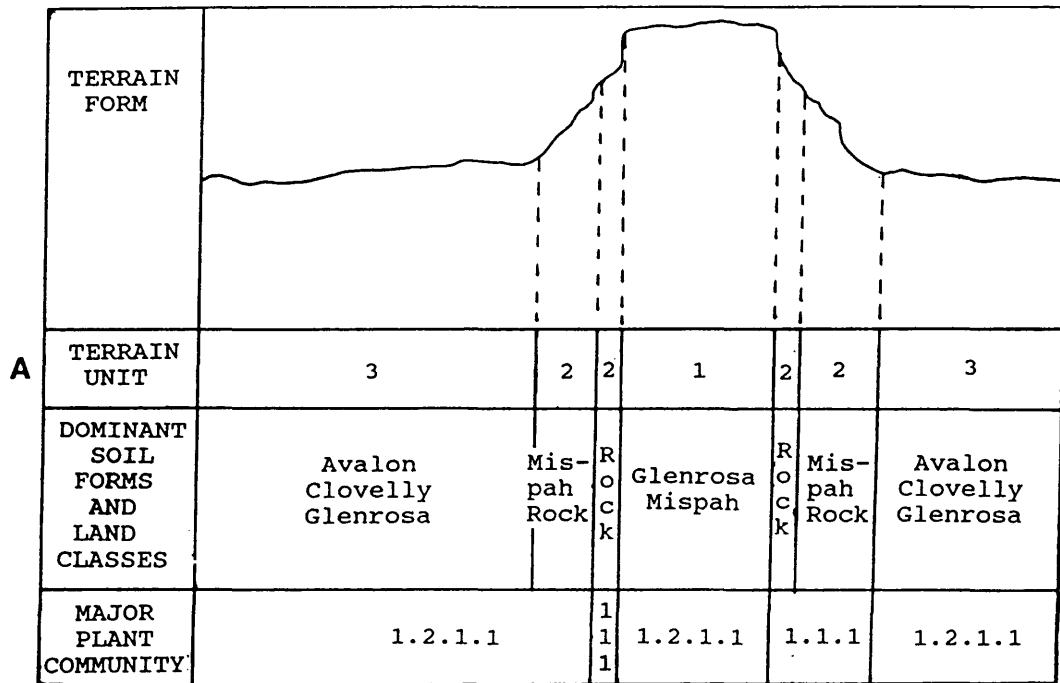 TERRAIN
FORM
A
TERRAIN
UNIT
3
2
2
1
2
2
3
DOMINANT
SOIL
FORMS
AND
LAND
CLASSES
Avalon
Clovelly
Glenrosa
Mis-
pah
Rock
Rock
Glenrosa
Mispah
Rock
Mis-
pah
Rock
Avalon
Clovelly
Glenrosa
MAJOR
PLANT
COMMUNITY
1.2.1.1
1
1
1
1.2.1.1
1.1.1
1.2.1.1